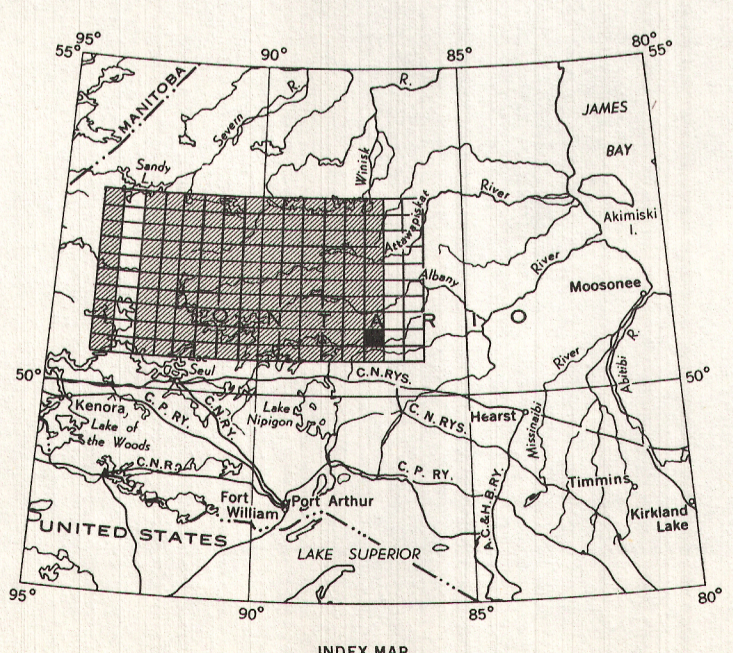 95°
90°
85°
80°
55°
55°
MANITOBA
Severn
R.
R.
JAMES
BAY
Sandy
L.
Winisk
River
Attawapiskat
Akimiski
I.
River
Albany
Moosonee
ONTARIO
R.
Abitibi
River
Lac
Seul
C.N.RYS.
50°
50°
Kenora
C.P. RY.
C.N.RY.
Lake
Nipigon
C. N. RYS.
Hearst
Missinaibi
Lake of
the Woods
C.N.R.
C. P. RY.
A.C.&H.B.RY.
Timmins
Fort
William
Port Arthur
Kirkland
Lake
UNITED STATES
LAKE SUPERIOR
95°
90°
85°
80°
INDEX MAP